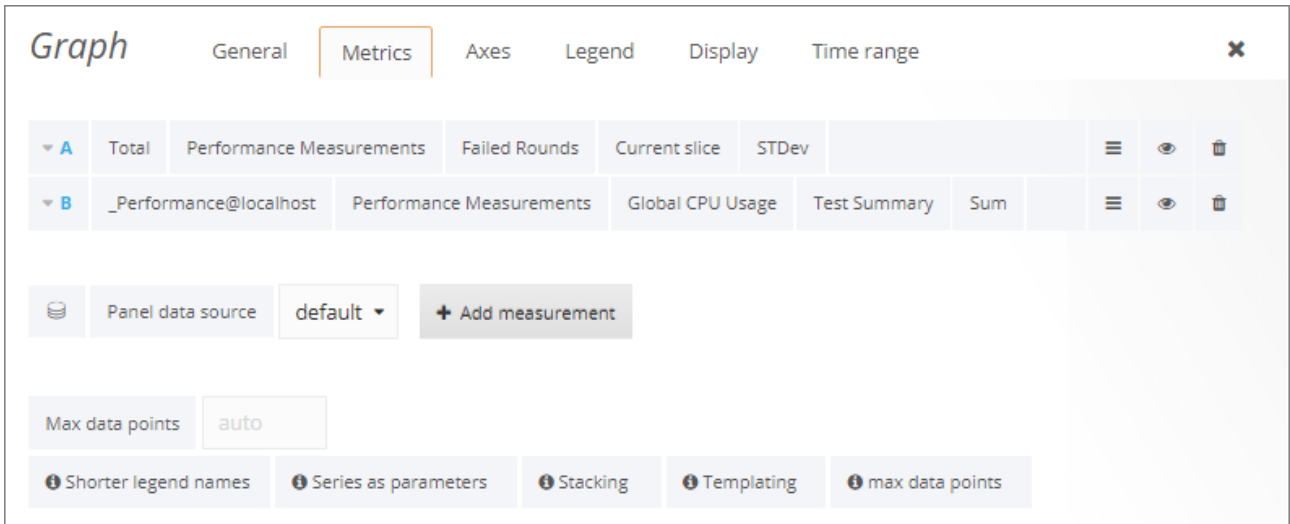 Graph General Metrics Axes Legend Display Time range
A Total Performance Measurements Failed Rounds Current slice STDev
B _Performance@localhost Performance Measurements Global CPU Usage Test Summary Sum
Panel data source default + Add measurement
Max data points auto
Shorter legend names Series as parameters Stacking Templating max data points